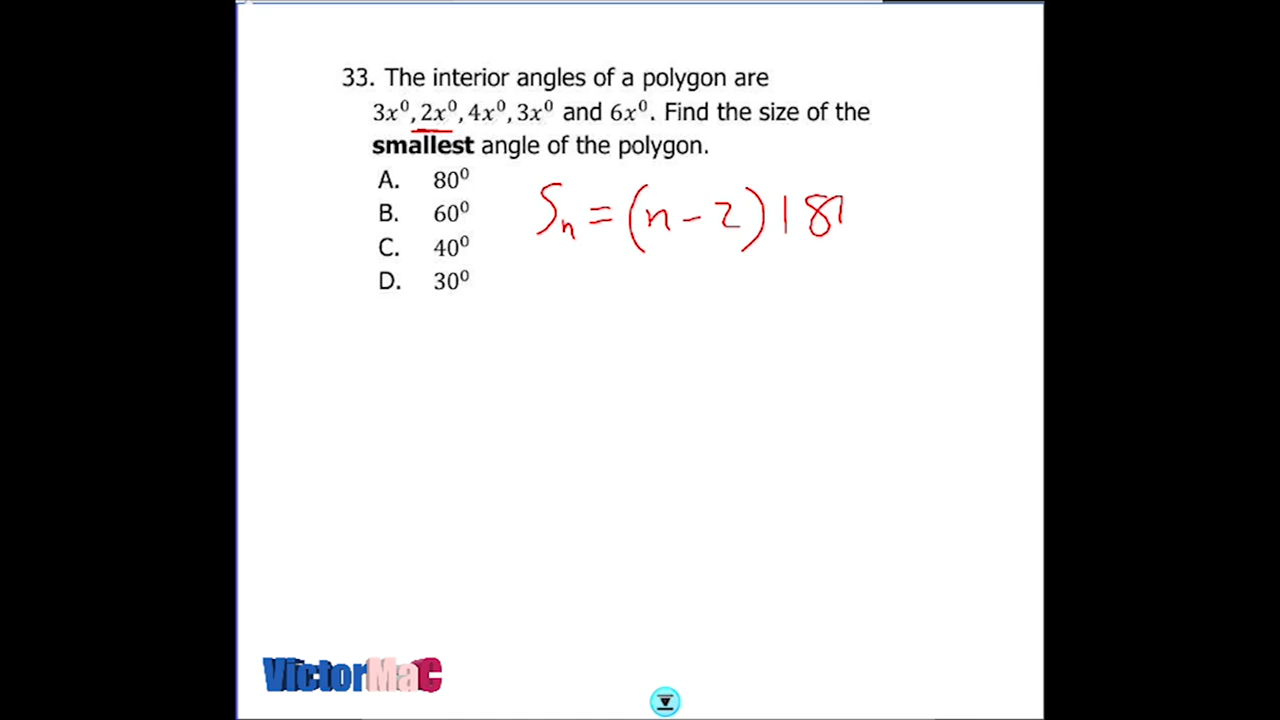 33. The interior angles of a polygon are
3x⁰, 2x⁰, 4x⁰, 3x⁰ and 6x⁰. Find the size of the
smallest angle of the polygon.
A. 80⁰
B. 60⁰
C. 40⁰
D. 30⁰
Sₙ = (n - 2) 18
VictorMaC